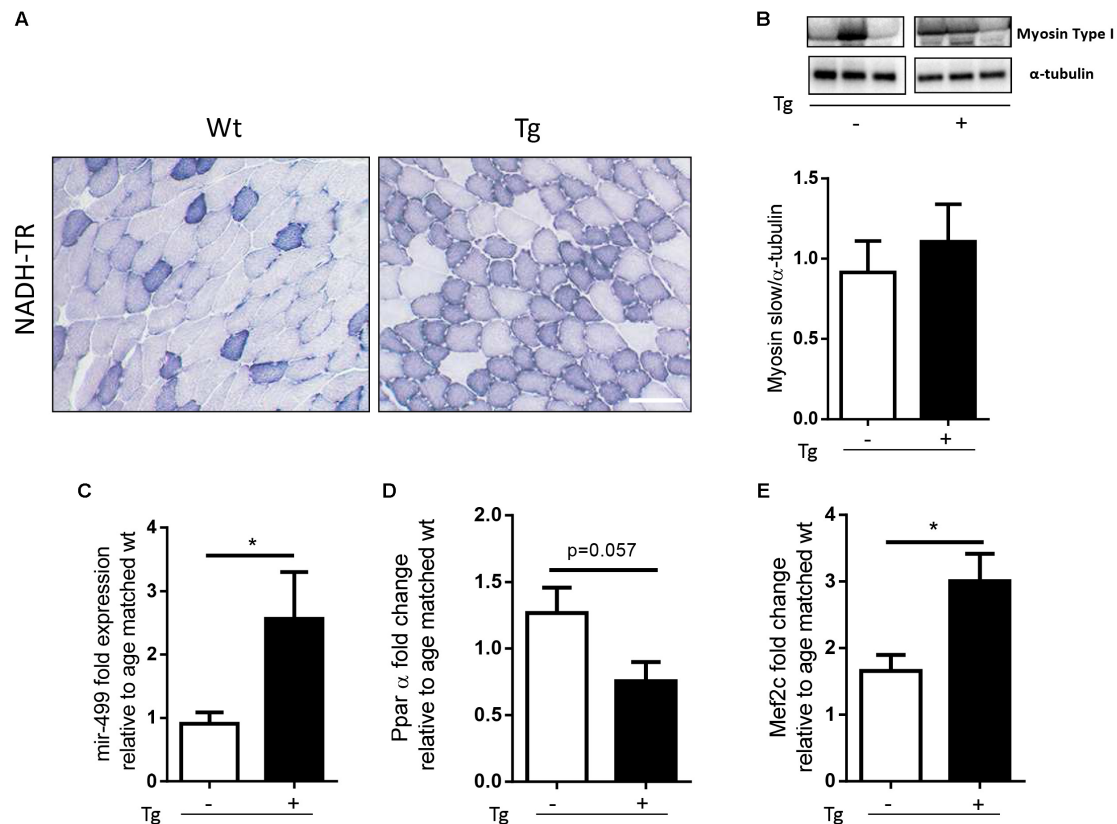 A
Wt
Tg
NADH-TR
B
Myosin Type I
α-tubulin
Tg
- +
Myosin slow/α-tubulin
1.5
1.0
0.5
0.0
Tg
- +
C
mir-499 fold expression
relative to age matched wt
4
3
2
1
0
*
Tg
- +
D
Ppar α fold change
relative to age matched wt
2.0
1.5
1.0
0.5
0.0
p=0.057
Tg
- +
E
Mef2c fold change
relative to age matched wt
4
3
2
1
0
*
Tg
- +